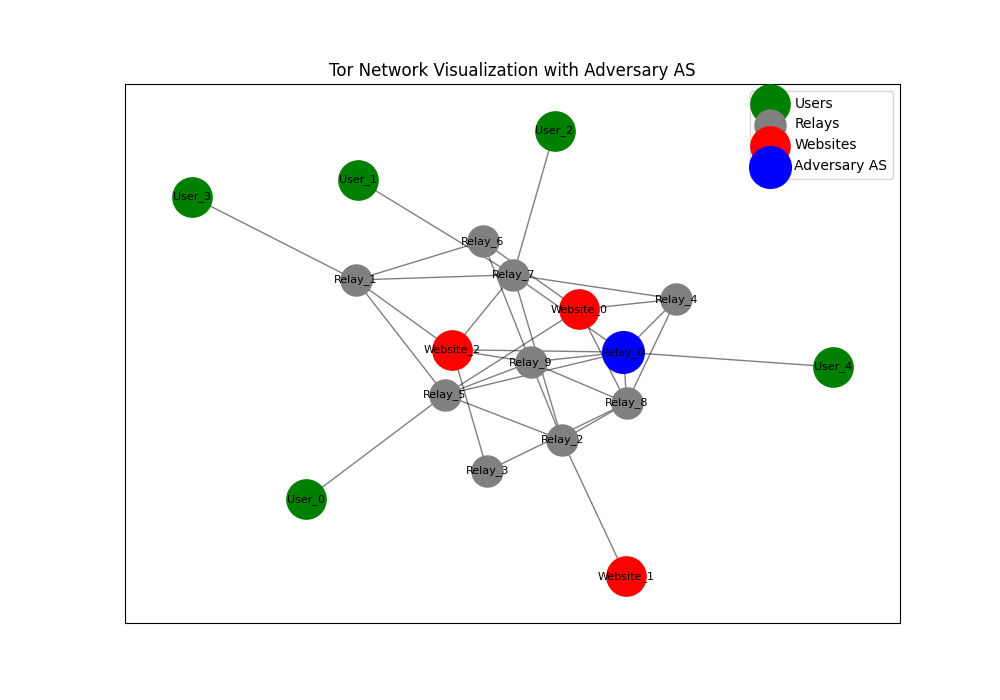 Tor Network Visualization with Adversary AS
Users
Relays
Websites
Adversary AS
User_2
User_1
User_3
Relay_6
Relay_7
Relay_1
Relay_4
Website_0
Website_2
Relay_0
Relay_9
User_4
Relay_5
Relay_8
Relay_2
Relay_3
User_0
Website_1